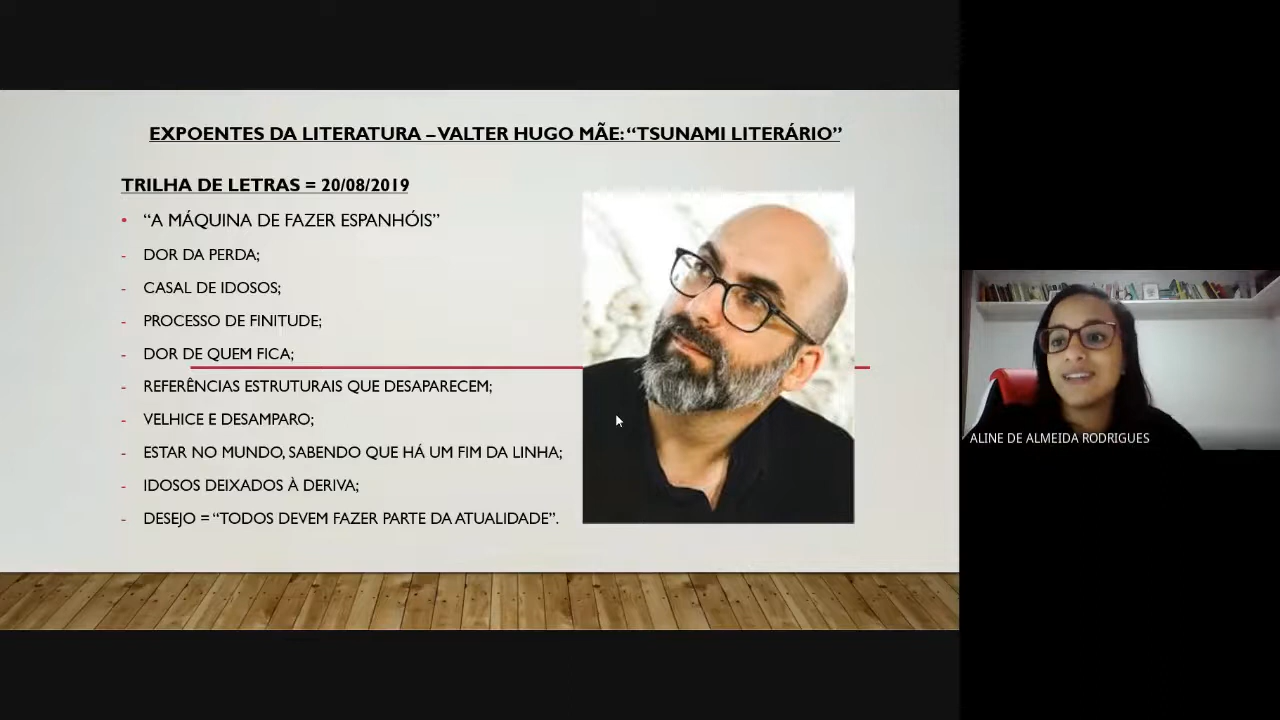 EXPOENTES DA LITERATURA – VALTER HUGO MÃE: “TSUNAMI LITERÁRIO”
TRILHA DE LETRAS = 20/08/2019
• “A MÁQUINA DE FAZER ESPANHÓIS”
- DOR DA PERDA;
- CASAL DE IDOSOS;
- PROCESSO DE FINITUDE;
- DOR DE QUEM FICA;
- REFERÊNCIAS ESTRUTURAIS QUE DESAPARECEM;
- VELHICE E DESAMPARO;
- ESTAR NO MUNDO, SABENDO QUE HÁ UM FIM DA LINHA;
- IDOSOS DEIXADOS À DERIVA;
- DESEJO = “TODOS DEVEM FAZER PARTE DA ATUALIDADE”.
ALINE DE ALMEIDA RODRIGUES